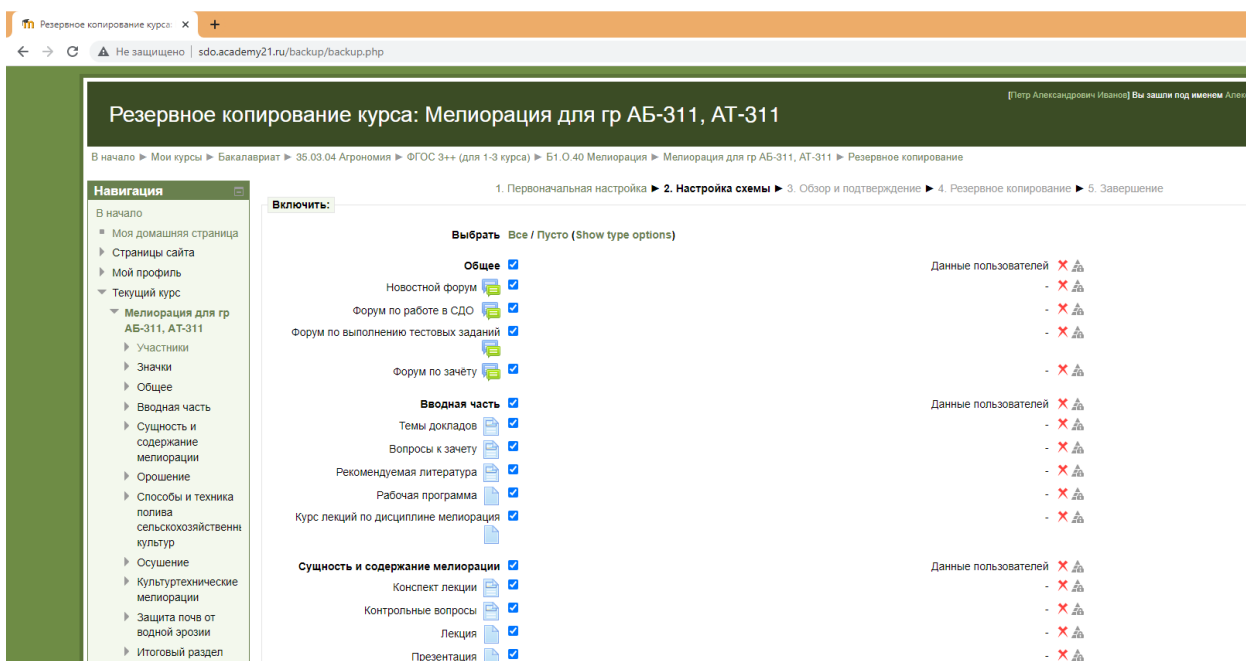 Резервное копирование курса:
Не защищено | sdo.academy21.ru/backup/backup.php
[Петр Александрович Иванов] Вы зашли под именем
Резервное копирование курса: Мелиорация для гр АБ-311, АТ-311
В начало ► Мои курсы ► Бакалавриат ► 35.03.04 Агрономия ► ФГОС 3++ (для 1-3 курса) ► Б1.О.40 Мелиорация ► Мелиорация для гр АБ-311, АТ-311 ► Резервное копирование
Навигация
В начало
Моя домашняя страница
Страницы сайта
Мой профиль
Текущий курс
Мелиорация для гр
АБ-311, АТ-311
Участники
Значки
Общее
Вводная часть
Сущность и
содержание
мелиорации
Орошение
Способы и техника
полива
сельскохозяйственны
культур
Осушение
Культуртехнические
мелиорации
Защита почв от
водной эрозии
Итоговый раздел
1. Первоначальная настройка ► 2. Настройка схемы ► 3. Обзор и подтверждение ► 4. Резервное копирование ► 5. Завершение
Включить:
Выбрать Все / Пусто (Show type options)
Общее Данные пользователей
Новостной форум -
Форум по работе в СДО -
Форум по выполнению тестовых заданий -
Форум по зачёту -
Вводная часть Данные пользователей
Темы докладов -
Вопросы к зачету -
Рекомендуемая литература -
Рабочая программа -
Курс лекций по дисциплине мелиорация -
Сущность и содержание мелиорации Данные пользователей
Конспект лекции -
Контрольные вопросы -
Лекция -
Презентация -